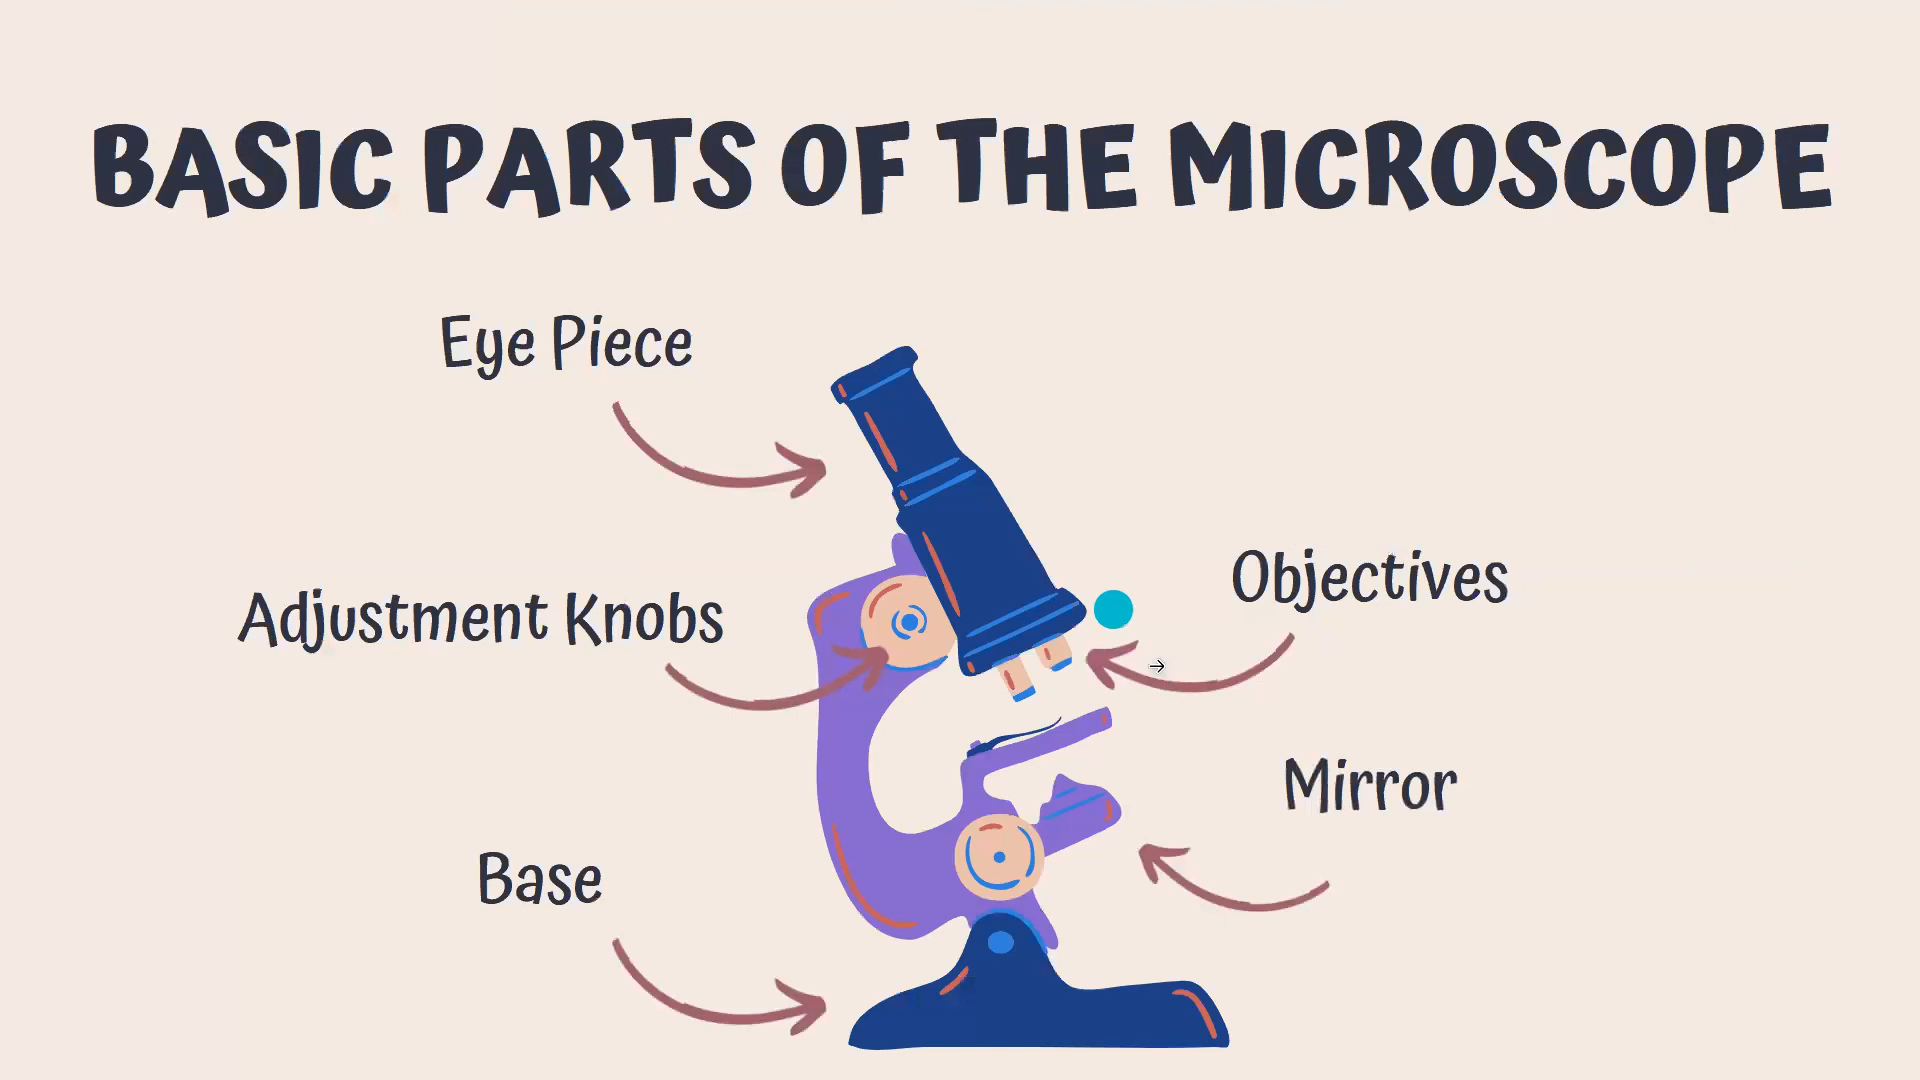 BASIC PARTS OF THE MICROSCOPE
Eye Piece
Adjustment Knobs
Objectives
Mirror
Base